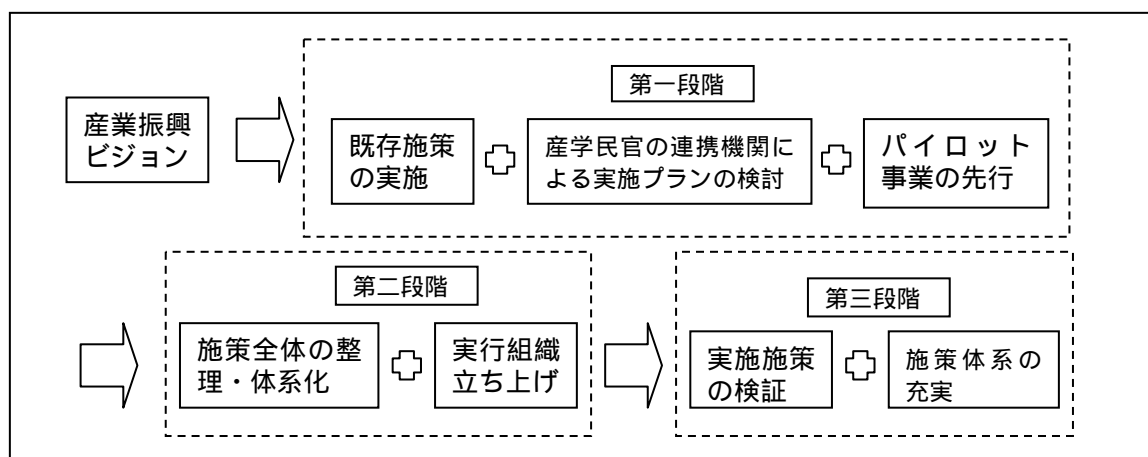 産業振興
ビジョン
第一段階
既存施策
の実施
産学民官の連携機関に
よる実施プランの検討
パイロット
事業の先行
第二段階
施策全体の整
理・体系化
実行組織
立ち上げ
第三段階
実施施策
の検証
施策体系の
充実